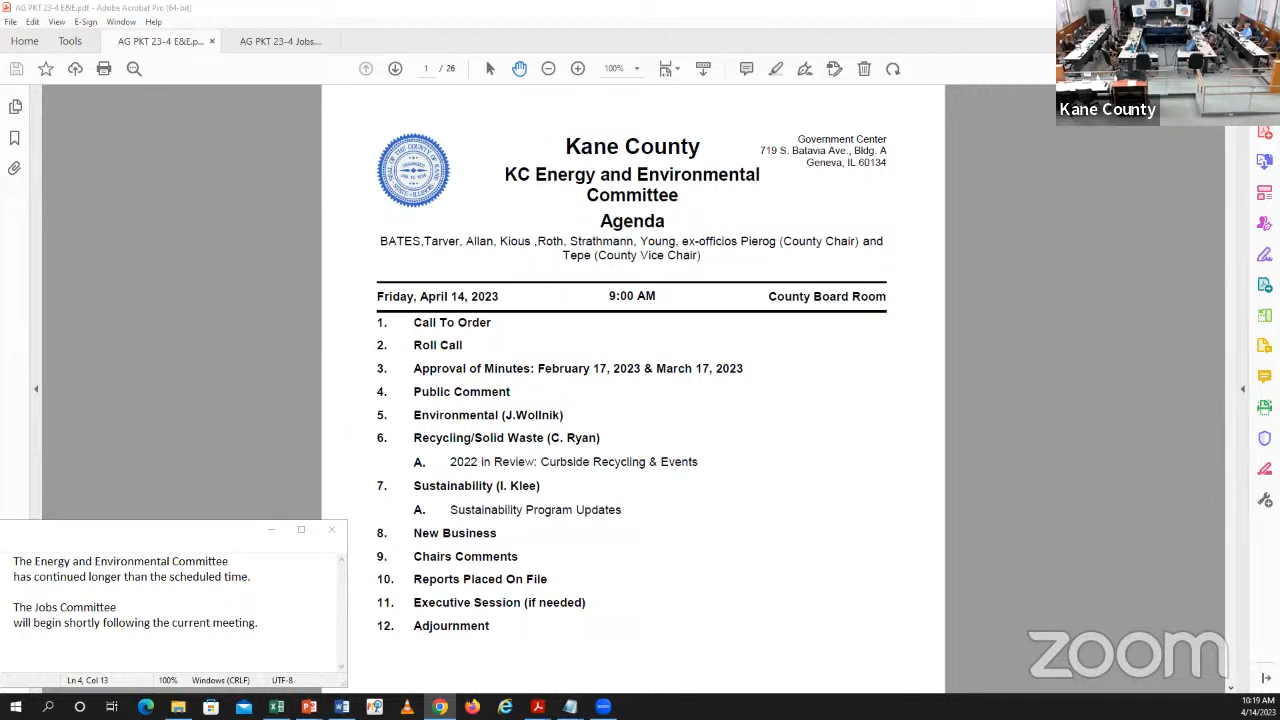 AG PKT 23-4 E&E.pdf - Adobe Acrobat Pro (64-bit)
File Edit View E-Sign Window Help
Home Tools AG PKT 23-4 E&E.p... × AG PKT 23-4 Jobs....
1 100%
Kane County
Kane County
KC Energy and Environmental
Committee
Agenda
Government Center
719 S. Batavia Ave., Bldg. A
Geneva, IL 60134
BATES,Tarver, Allan, Kious ,Roth, Strathmann, Young, ex-officios Pierog (County Chair) and
Tepe (County Vice Chair)
Friday, April 14, 2023 9:00 AM County Board Room
1. Call To Order
2. Roll Call
3. Approval of Minutes: February 17, 2023 & March 17, 2023
4. Public Comment
5. Environmental (J.Wollnik)
6. Recycling/Solid Waste (C. Ryan)
A. 2022 in Review: Curbside Recycling & Events
7. Sustainability (I. Klee)
A. Sustainability Program Updates
8. New Business
9. Chairs Comments
10. Reports Placed On File
11. Executive Session (if needed)
12. Adjournment
The Energy and Environmental Committee
has continued longer than the scheduled time.
The Jobs Committee
will begin shortly following the current meeting.
Ln 4, Col 13 100% Windows (CRLF) UTF-8
zoom
10:19 AM
4/14/2023